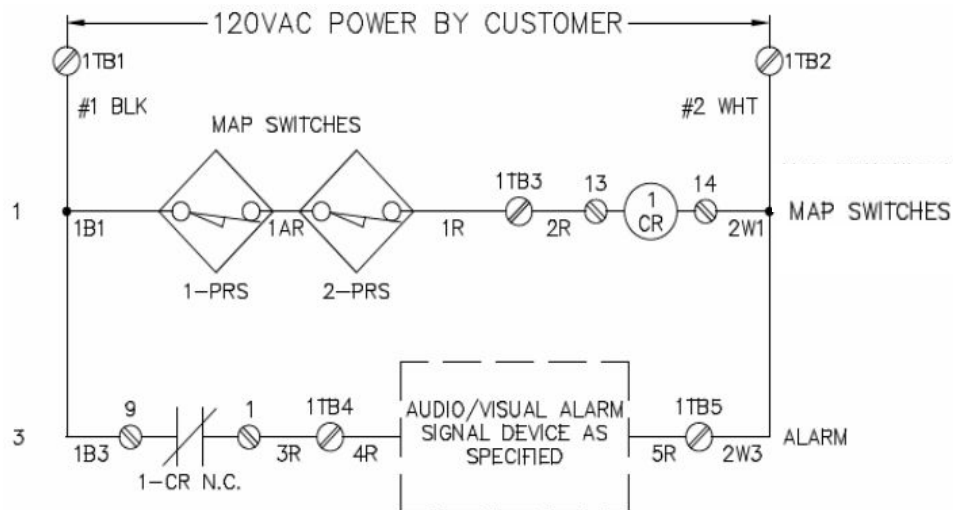 120VAC POWER BY CUSTOMER
1TB1
1TB2
#1 BLK
#2 WHT
MAP SWITCHES
1
1B1
1AR
1R
1TB3
2R
13
1
CR
14
2W1
MAP SWITCHES
1-PRS
2-PRS
3
1B3
9
1-CR N.C.
1
3R
1TB4
4R
AUDIO/VISUAL ALARM
SIGNAL DEVICE AS
SPECIFIED
5R
1TB5
2W3
ALARM